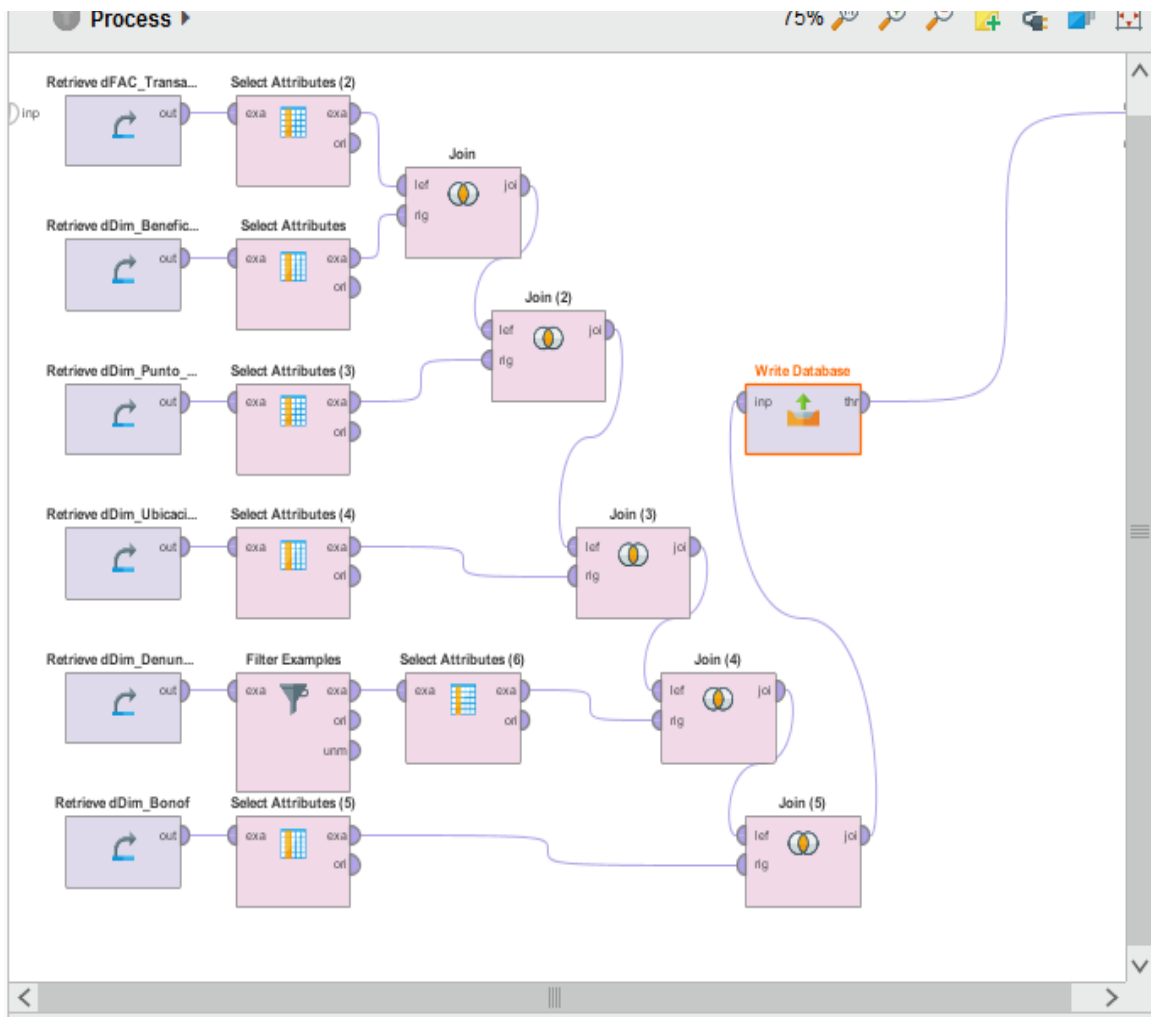 Process
75%
inp
Retrieve dFAC_Transa...
out
Select Attributes (2)
exa exa
ori
Join
lef joi
rig
Retrieve dDim_Benefic...
out
Select Attributes
exa exa
ori
Join (2)
lef joi
rig
Retrieve dDim_Punto_...
out
Select Attributes (3)
exa exa
ori
Write Database
inp thr
Retrieve dDim_Ubicaci...
out
Select Attributes (4)
exa exa
ori
Join (3)
lef joi
rig
Retrieve dDim_Denun...
out
Filter Examples
exa exa
ori
unm
Select Attributes (6)
exa exa
ori
Join (4)
lef joi
rig
Retrieve dDim_Bonof
out
Select Attributes (5)
exa exa
ori
Join (5)
lef joi
rig